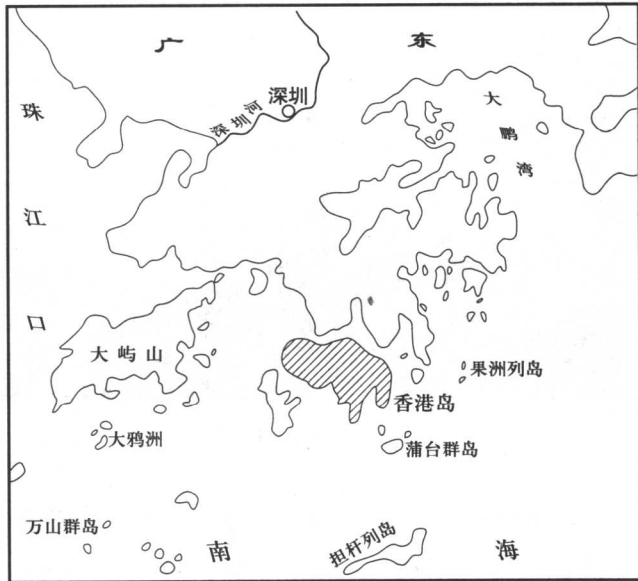 广东
珠江口
深圳
深圳河
大鹏湾
大屿山
果洲列岛
香港岛
大鸦洲
蒲台群岛
万山群岛
担杆列岛
南海